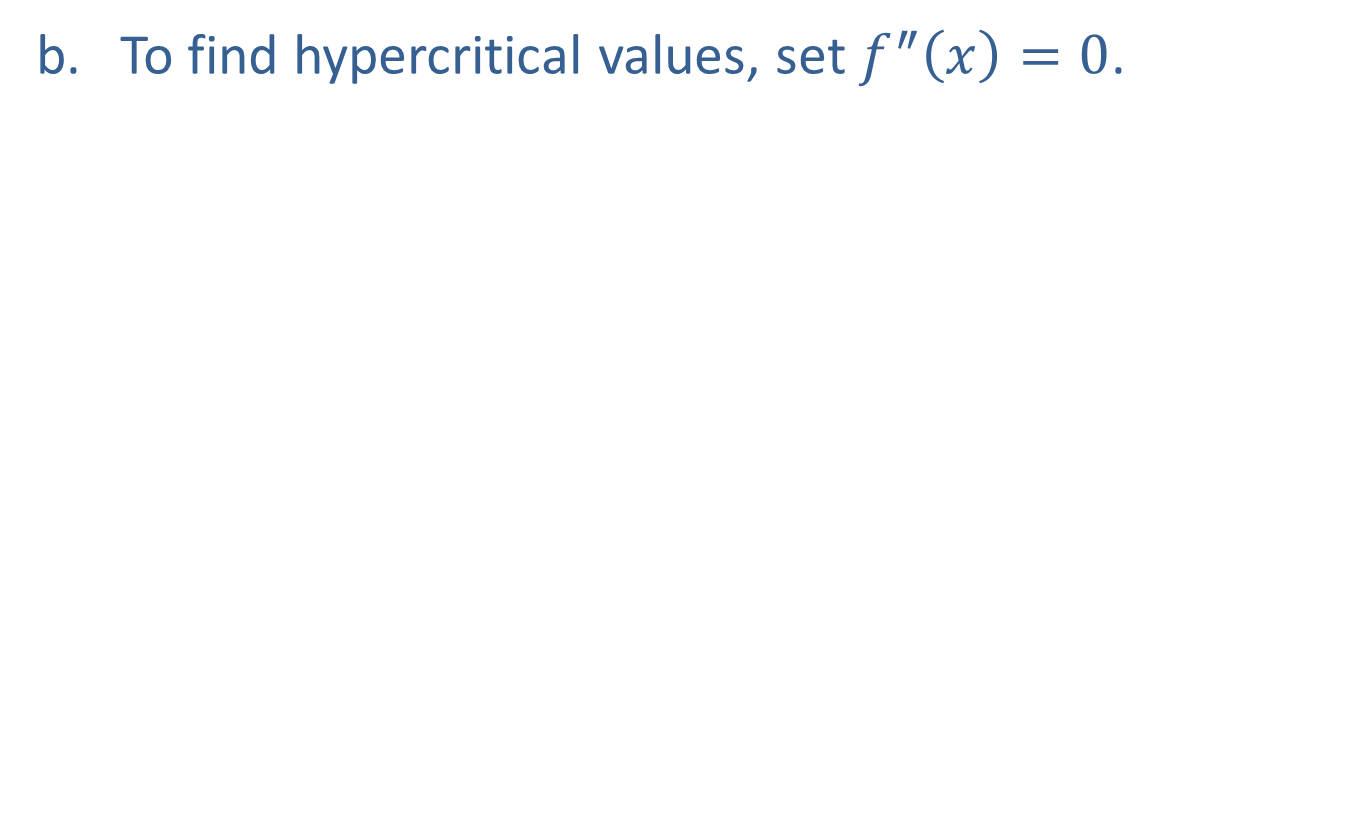 b. To find hypercritical values, set 𝑓″(𝑥) = 0.